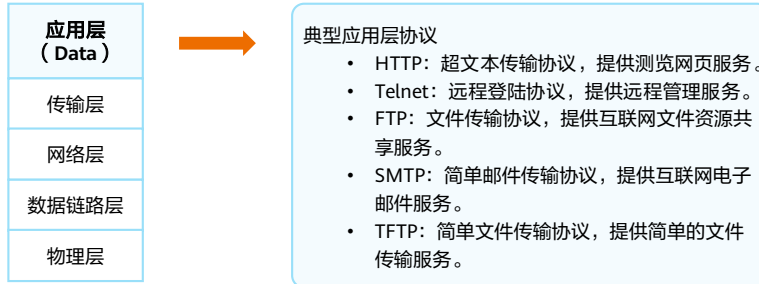 应用层
（ Data ）
传输层
网络层
数据链路层
物理层
典型应用层协议
• HTTP：超文本传输协议，提供测览网页服务。
• Telnet：远程登陆协议，提供远程管理服务。
• FTP：文件传输协议，提供互联网文件资源共
享服务。
• SMTP：简单邮件传输协议，提供互联网电子
邮件服务。
• TFTP：简单文件传输协议，提供简单的文件
传输服务。